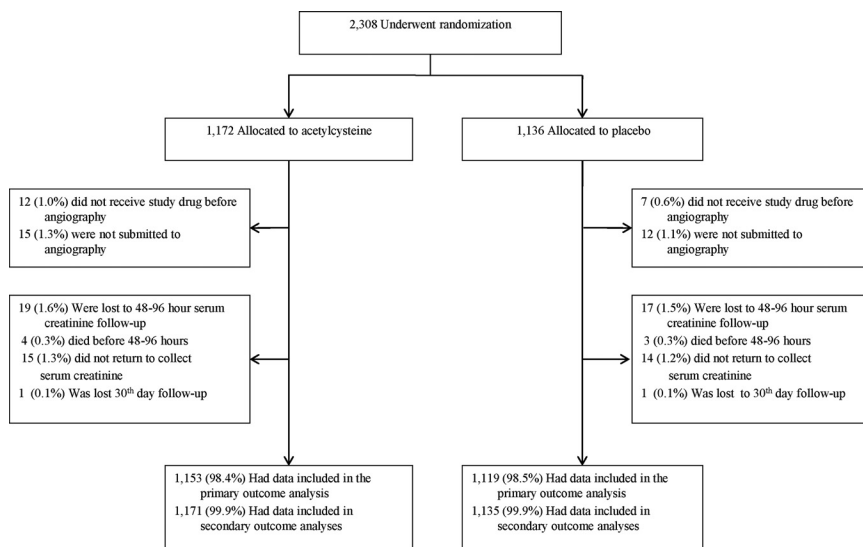 2,308 Underwent randomization
1,172 Allocated to acetylcysteine
1,136 Allocated to placebo
12 (1.0%) did not receive study drug before
angiography
15 (1.3%) were not submitted to
angiography
7 (0.6%) did not receive study drug before
angiography
12 (1.1%) were not submitted to
angiography
19 (1.6%) Were lost to 48-96 hour serum
creatinine follow-up
4 (0.3%) died before 48-96 hours
15 (1.3%) did not return to collect
serum creatinine
1 (0.1%) Was lost 30th day follow-up
17 (1.5%) Were lost to 48-96 hour serum
creatinine follow-up
3 (0.3%) died before 48-96 hours
14 (1.2%) did not return to collect
serum creatinine
1 (0.1%) Was lost to 30th day follow-up
1,153 (98.4%) Had data included in the
primary outcome analysis
1,171 (99.9%) Had data included in
secondary outcome analyses
1,119 (98.5%) Had data included in the
primary outcome analysis
1,135 (99.9%) Had data included in
secondary outcome analyses